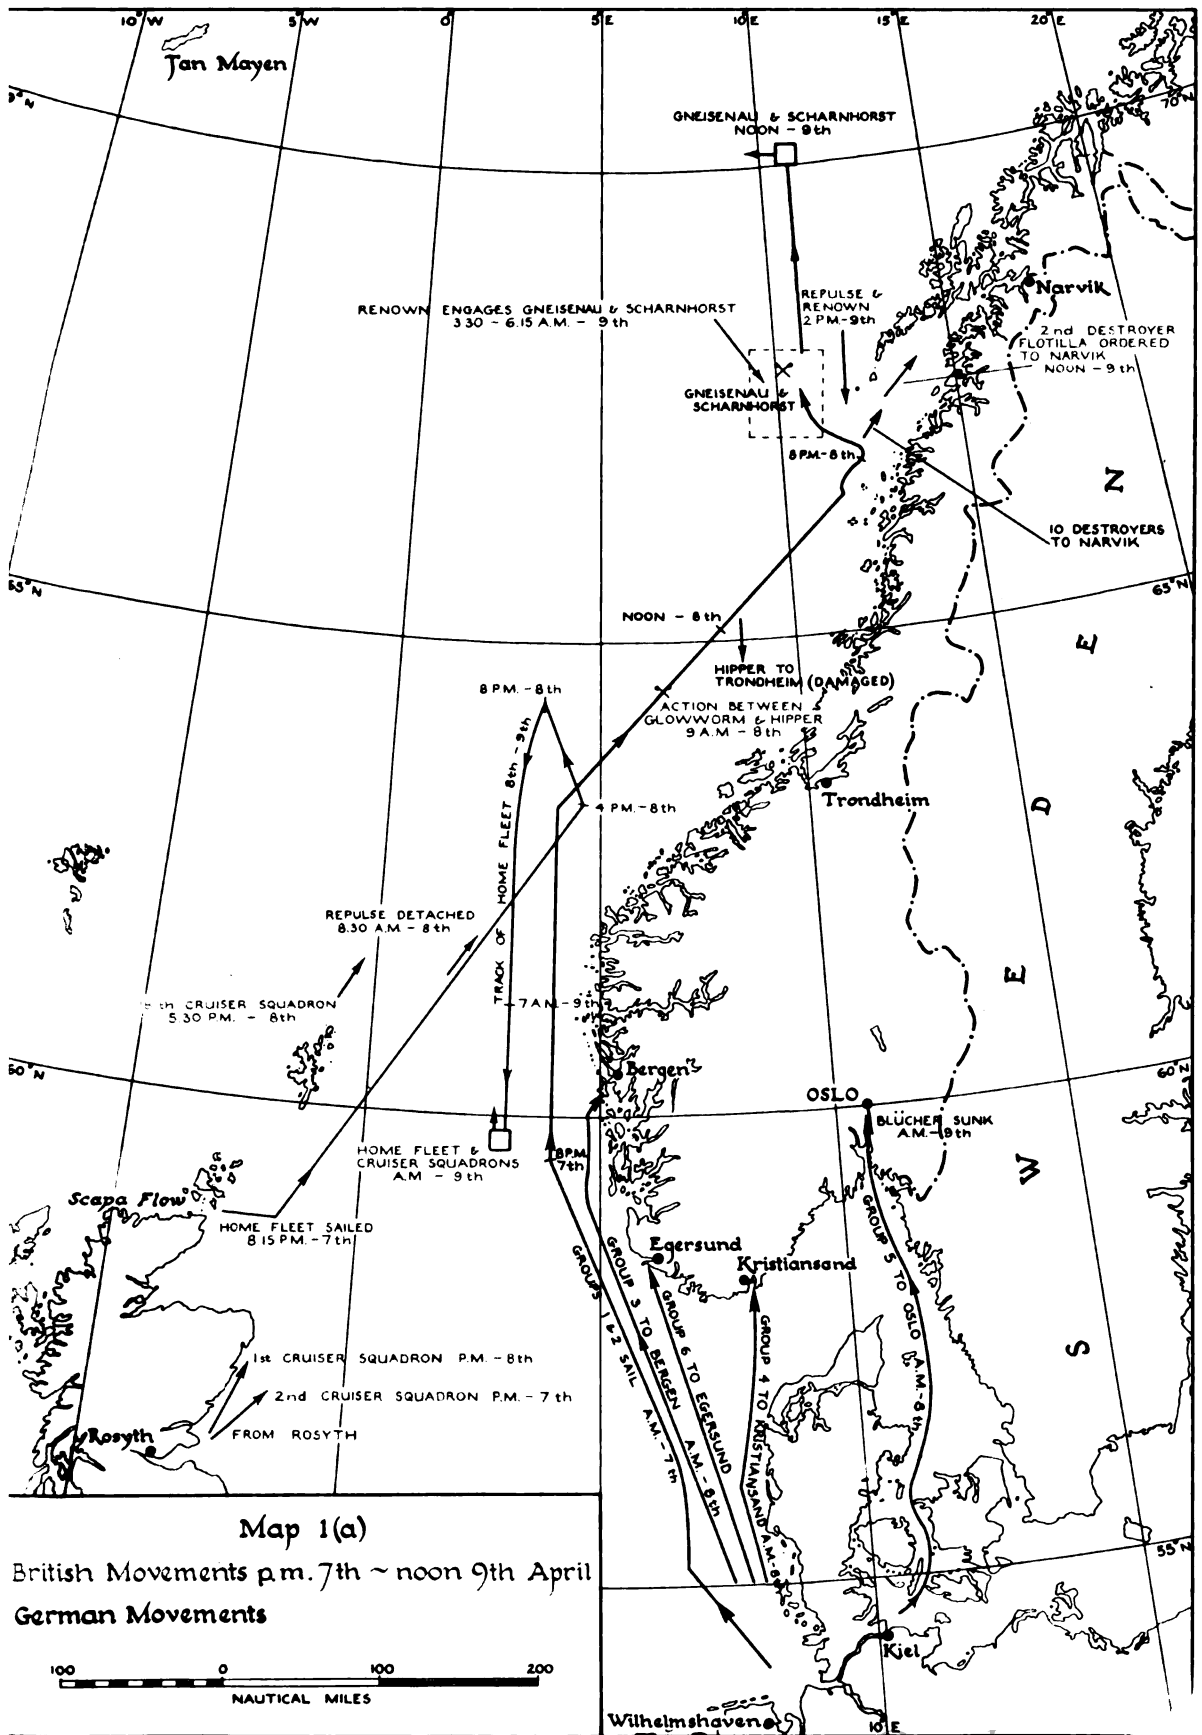 10°W
5°W
0°
5°E
10°E
15°E
20°E
Jan Mayen
70°N
GNEISENAU & SCHARNHORST
NOON - 9th
REPULSE &
RENOWN
2 PM-9th
Narvik
RENOWN ENGAGES GNEISENAU & SCHARNHORST
3.30 - 6.15 A.M. - 9th
2nd DESTROYER
FLOTILLA ORDERED
TO NARVIK
NOON - 9th
GNEISENAU &
SCHARNHORST
8 P.M.-8th
N
10 DESTROYERS
TO NARVIK
65°N
65°N
NOON - 8th
E
HIPPER TO
TRONDHEIM (DAMAGED)
8 P.M. - 8th
ACTION BETWEEN
GLOWWORM & HIPPER
9 A.M - 8th
4 P.M. - 8th
Trondheim
D
TRACK OF HOME FLEET 8th - 9th
REPULSE DETACHED
8.30 A.M. - 8th
E
7 A.M. - 9th
th CRUISER SQUADRON
5.30 P.M. - 8th
60°N
60°N
Bergen
OSLO
BLÜCHER SUNK
A.M. - 9th
HOME FLEET &
CRUISER SQUADRONS
A.M - 9th
8 P.M.
7th
W
Scapa Flow
HOME FLEET SAILED
8.15 P.M. - 7th
Egersund
Kristiansand
GROUPS 1 & 2 SAIL A.M. - 7th
GROUP 3 TO BERGEN A.M. - 8th
GROUP 6 TO EGERSUND
GROUP 4 TO KRISTIANSAND A.M.-8th
GROUP 5 TO OSLO A.M.-8th
S
1st CRUISER SQUADRON P.M. - 8th
2nd CRUISER SQUADRON P.M. - 7th
FROM ROSYTH
Rosyth
55°N
Map 1(a)
British Movements p.m. 7th ~ noon 9th April
German Movements
100
0
100
200
NAUTICAL MILES
Kiel
Wilhelmshaven
10°E